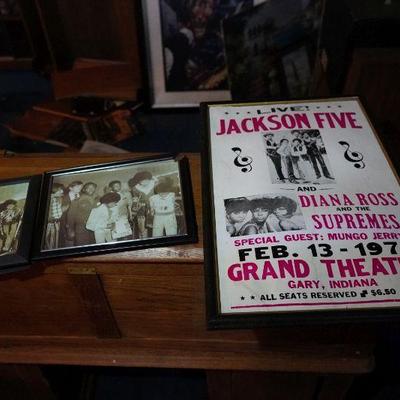 LIVE!
JACKSON FIVE
AND
DIANA ROSS
AND THE
SUPREMES
SPECIAL GUEST: MUNGO JERRY
FEB. 13-197
GRAND THEAT
GARY, INDIANA
★ ★ ALL SEATS RESERVED $6.50